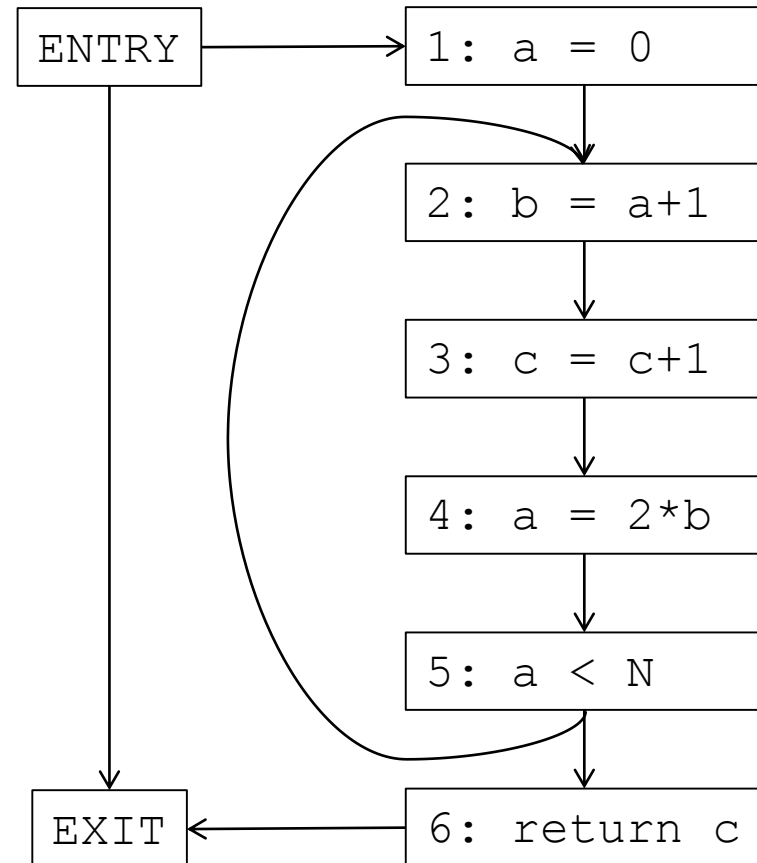 ENTRY
1: a = 0
2: b = a+1
3: c = c+1
4: a = 2*b
5: a < N
EXIT
6: return c